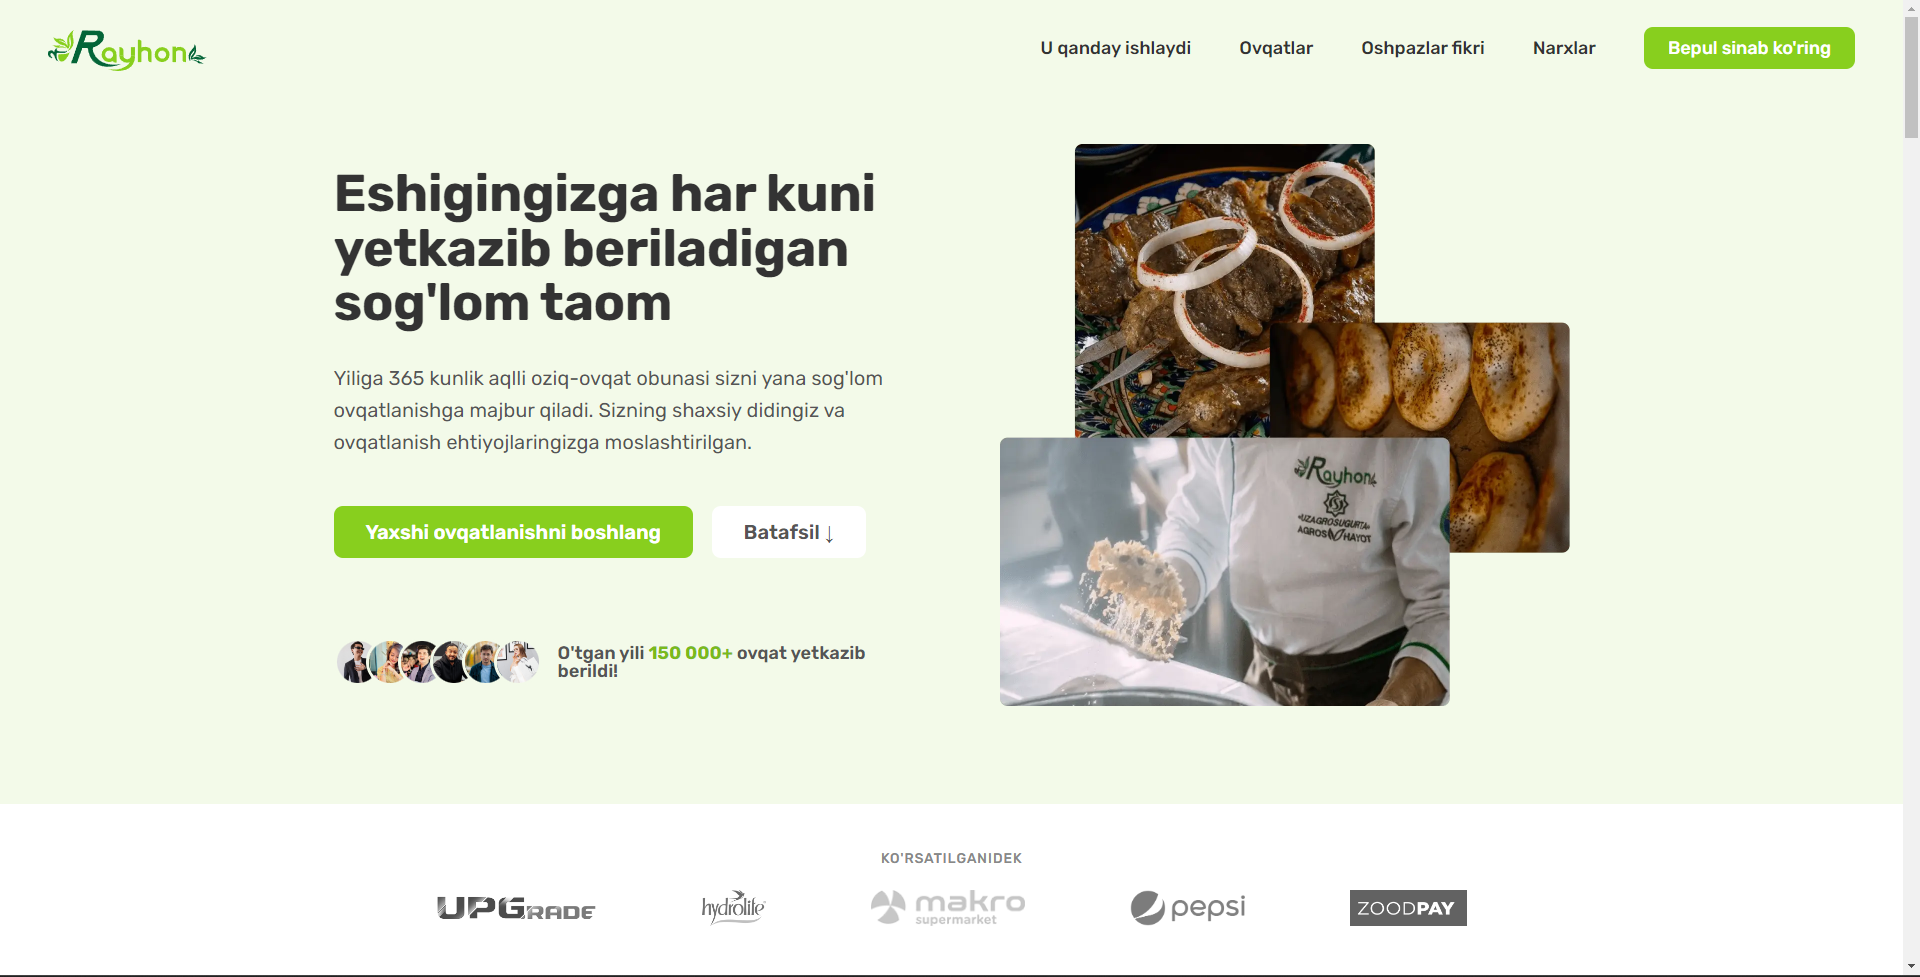 Rayhon
U qanday ishlaydi
Ovqatlar
Oshpazlar fikri
Narxlar
Bepul sinab ko'ring
Eshigingizga har kuni
yetkazib beriladigan
sog'lom taom
Yiliga 365 kunlik aqlli oziq-ovqat obunasi sizni yana sog'lom
ovqatlanishga majbur qiladi. Sizning shaxsiy didingiz va
ovqatlanish ehtiyojlaringizga moslashtirilgan.
Yaxshi ovqatlanishni boshlang
Batafsil ↓
O'tgan yili 150 000+ ovqat yetkazib
berildi!
Rayhon
«UZAGROSUGURTA»
AGROS HAYOT
KO'RSATILGANIDEK
UPGRADE
hydrolife
makro
supermarket
pepsi
ZOODPAY